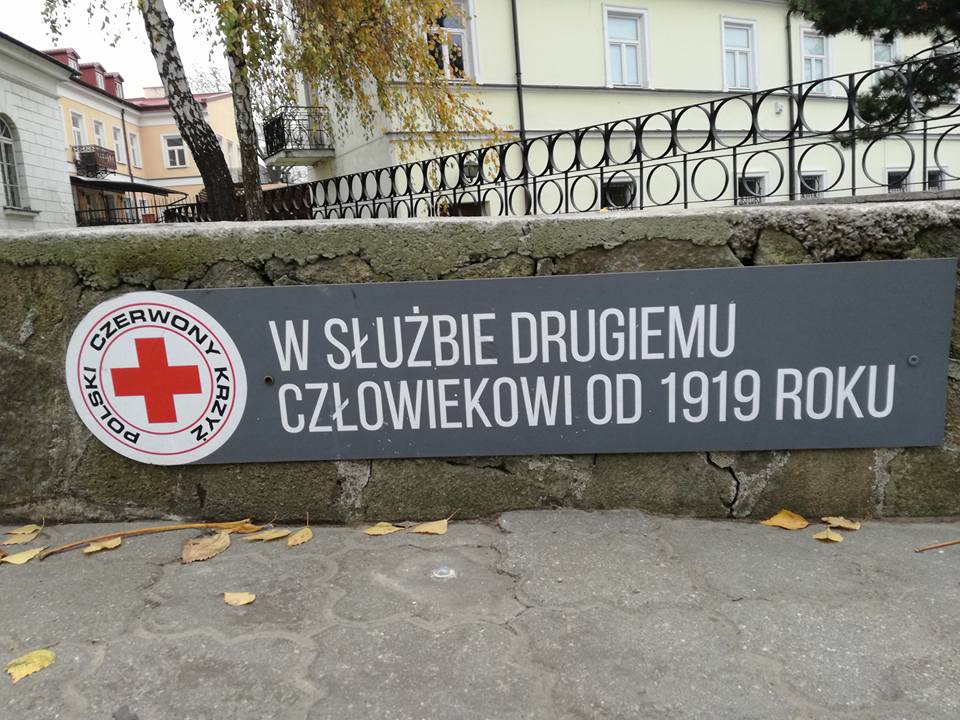 POLSKI CZERWONY KRZYŻ
W SŁUŻBIE DRUGIEMU
CZŁOWIEKOWI OD 1919 ROKU